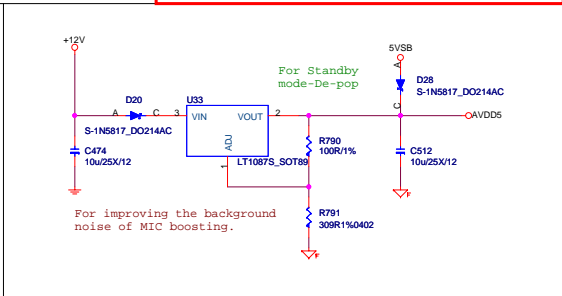 +12V
5VSB
For Standby
mode-De-pop
A
D28
S-1N5817_DO214AC
C
D20
A
C
S-1N5817_DO214AC
U33
3
VIN
VOUT
2
ADJ
1
LT1087S_SOT89
AVDD5
C474
10u/25X/12
R790
100R/1%
C512
10u/25X/12
For improving the background
noise of MIC boosting.
R791
309R1%0402